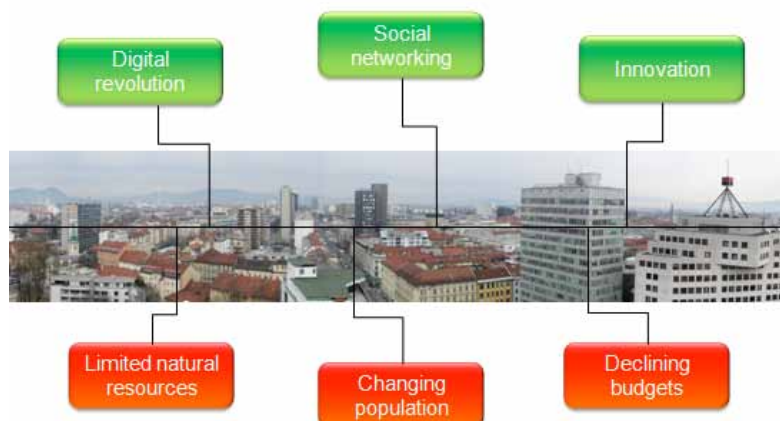 Digital
revolution
Social
networking
Innovation
Limited natural
resources
Changing
population
Declining
budgets